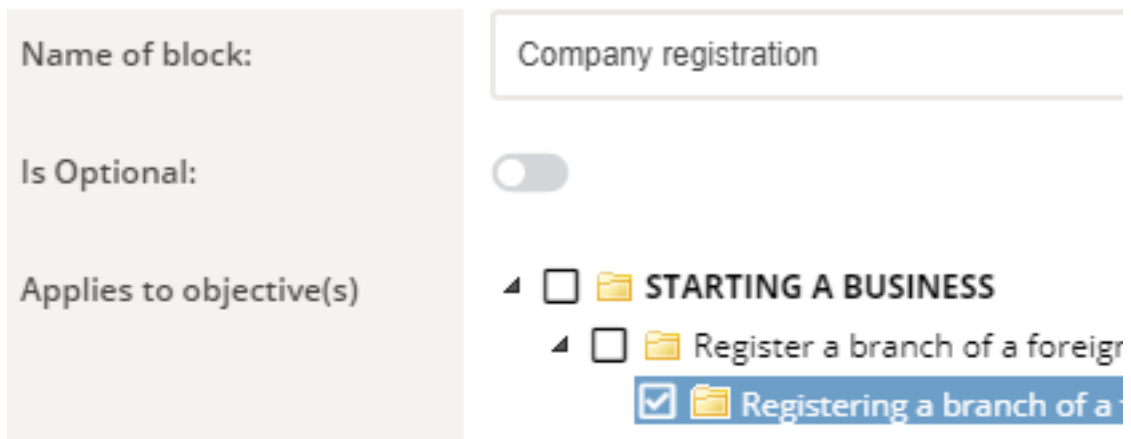 Name of block: Company registration
Is Optional:
Applies to objective(s) STARTING A BUSINESS
Register a branch of a foreign
Registering a branch of a